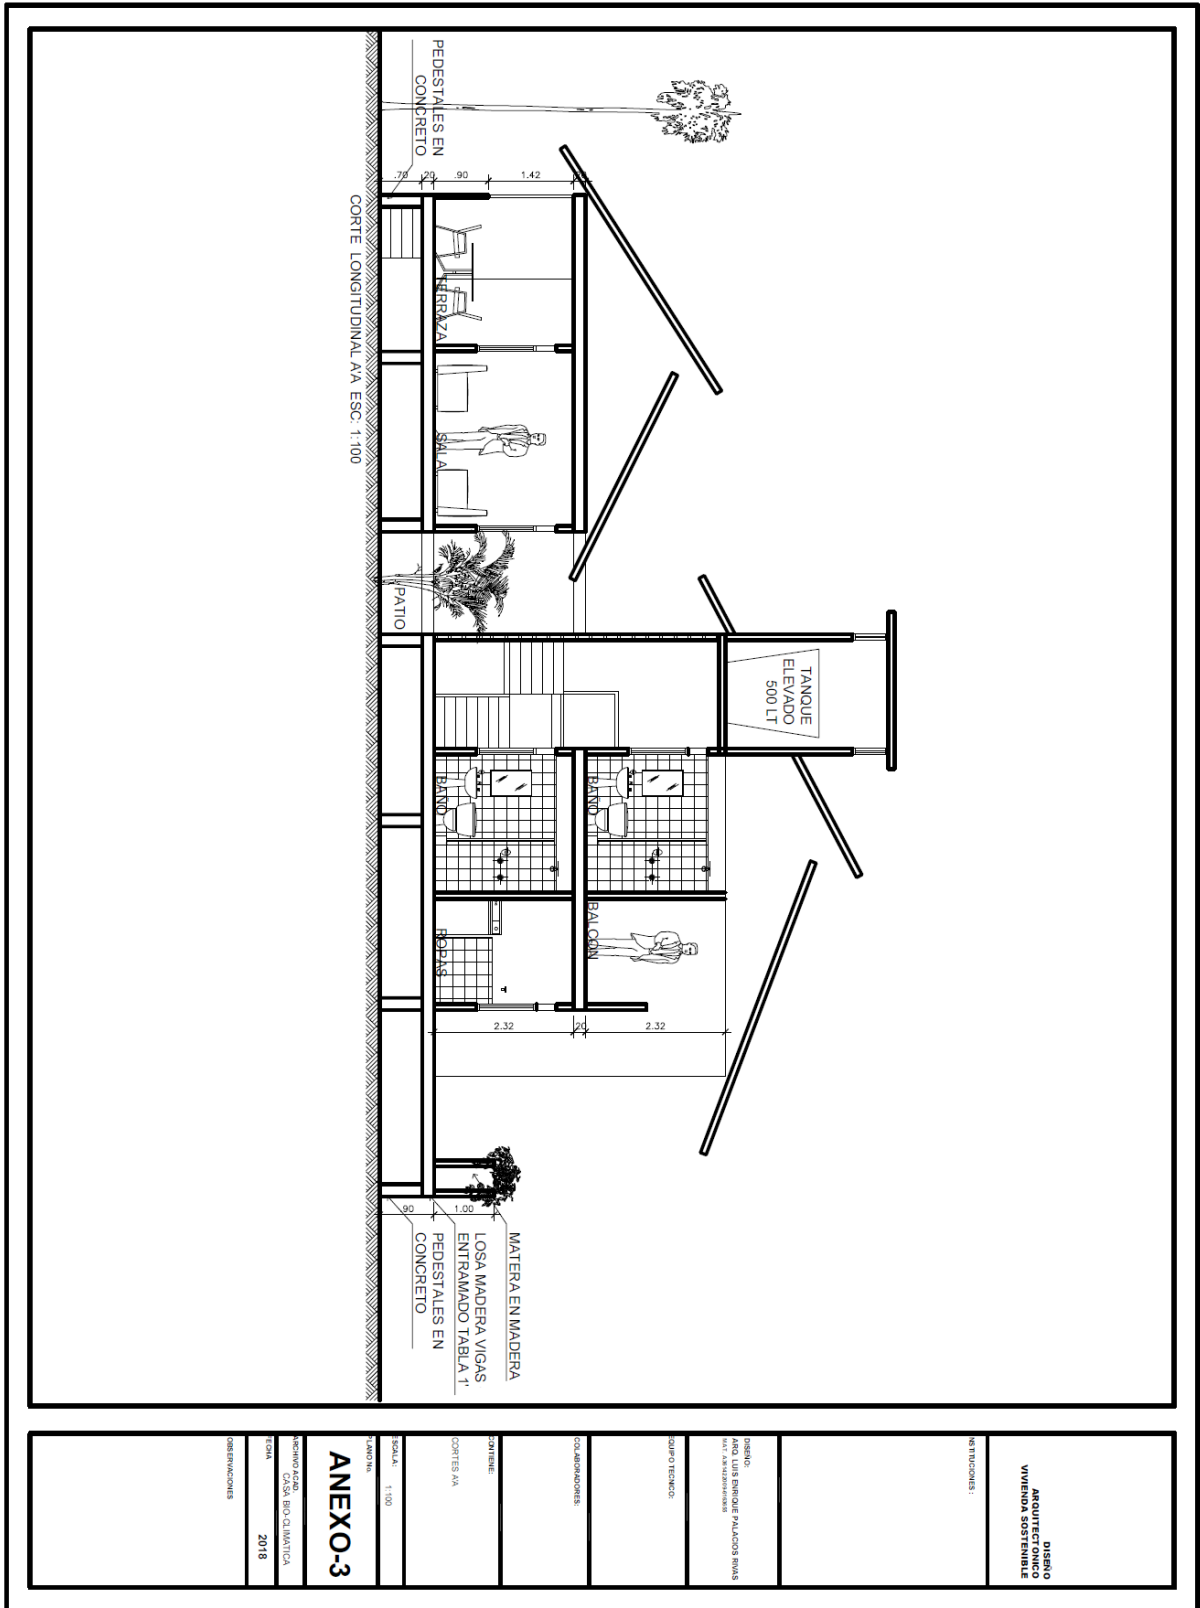 PEDESTALES EN
CONCRETO
.70
.20
.90
1.42
TERRAZA
SALA
PATIO
TANQUE
ELEVADO
500 LT
BAÑO
BAÑO
BALCON
ROPAS
2.32
.20
2.32
.90
1.00
MATERA EN MADERA
LOSA MADERA VIGAS
ENTRAMADO TABLA 1'
PEDESTALES EN
CONCRETO
CORTE LONGITUDINAL A'A ESC: 1:100
DISEÑO
ARQUITECTONICO
VIVIENDA SOSTENIBLE
DISEÑO:
ARQ. LUIS ENRIQUE PALACIOS RIVAS
EQUIPO TECNICO:
COLABORADORES:
CONTIENE:
CORTES A'A
ESCALA:
1:100
PLANO No.
ANEXO-3
ARCHIVO ACAD.
CASA BIO-CLIMATICA
FECHA
2018
OBSERVACIONES